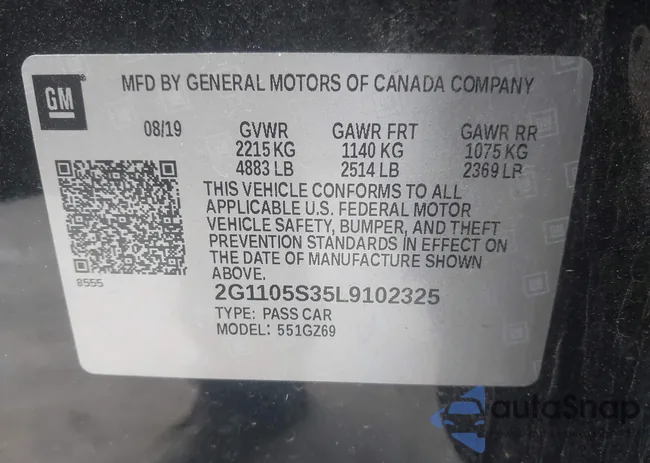 GM
MFD BY GENERAL MOTORS OF CANADA COMPANY
08/19 GVWR GAWR FRT GAWR RR
2215 KG 1140 KG 1075 KG
4883 LB 2514 LB 2369 LB
THIS VEHICLE CONFORMS TO ALL
APPLICABLE U.S. FEDERAL MOTOR
VEHICLE SAFETY, BUMPER, AND THEFT
PREVENTION STANDARDS IN EFFECT ON
THE DATE OF MANUFACTURE SHOWN
ABOVE.
8555
2G1105S35L9102325
TYPE: PASS CAR
MODEL: 551GZ69
autoSnap